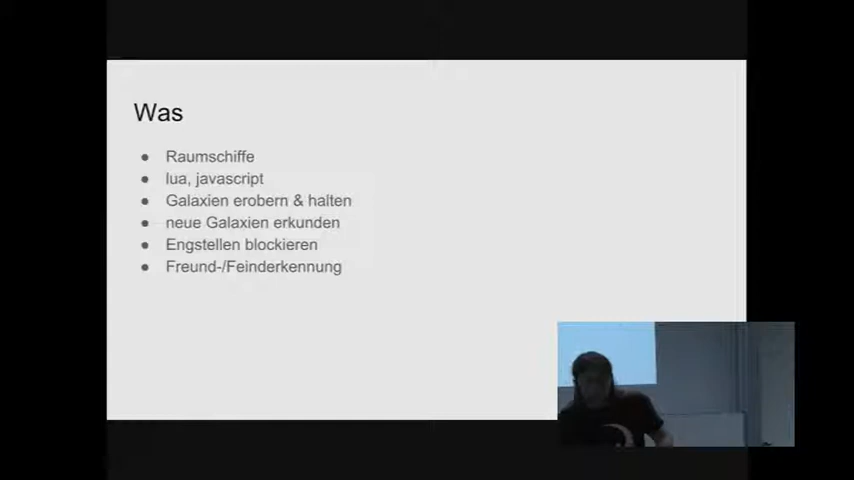 Was
● Raumschiffe
● lua, javascript
● Galaxien erobern & halten
● neue Galaxien erkunden
● Engstellen blockieren
● Freund-/Feinderkennung